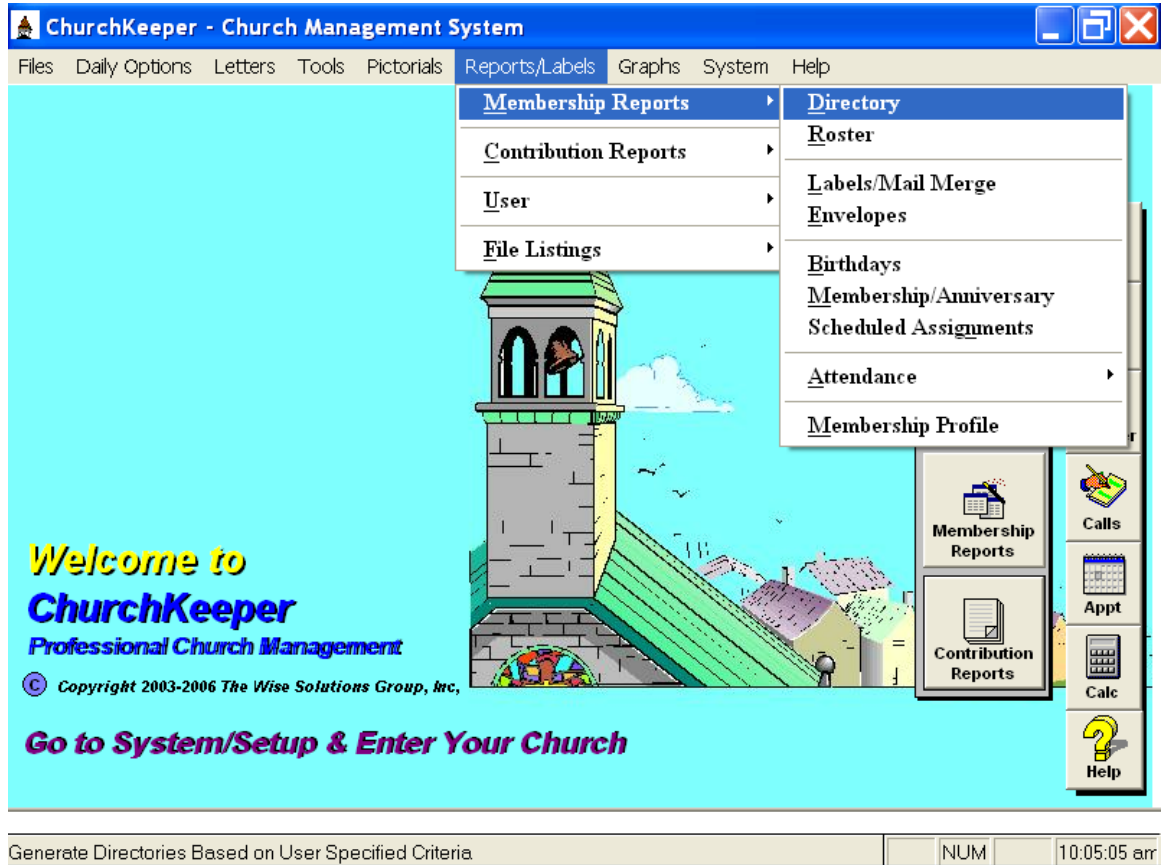 ChurchKeeper - Church Management System
Files Daily Options Letters Tools Pictorials Reports/Labels Graphs System Help
Membership Reports
Contribution Reports
User
File Listings
Directory
Roster
Labels/Mail Merge
Envelopes
Birthdays
Membership/Anniversary
Scheduled Assignments
Attendance
Membership Profile
Membership
Reports
Contribution
Reports
Calls
Appt
Calc
Help
Welcome to
ChurchKeeper
Professional Church Management
C Copyright 2003-2006 The Wise Solutions Group, Inc,
Go to System/Setup & Enter Your Church
Generate Directories Based on User Specified Criteria NUM 10:05:05 am